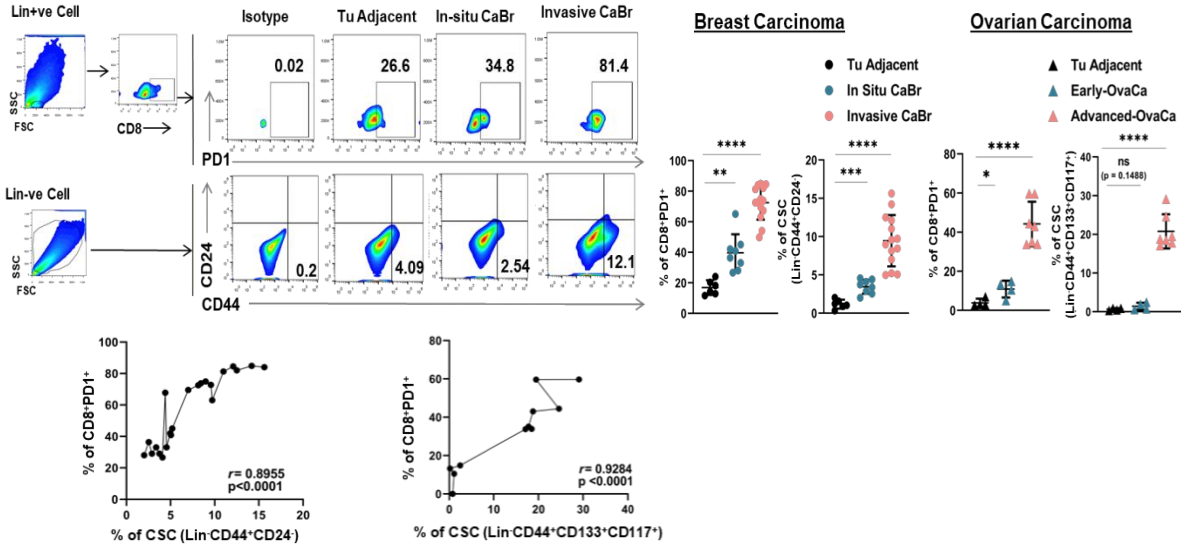 Lin+ve Cell
SSC
FSC
CD8
Isotype
Tu Adjacent
In-situ CaBr
Invasive CaBr
0.02
26.6
34.8
81.4
PD1
Lin-ve Cell
SSC
FSC
CD24
0.2
4.09
2.54
12.1
CD44
Breast Carcinoma
Tu Adjacent
In Situ CaBr
Invasive CaBr
% of CD8⁺PD1⁺
100
80
60
40
20
0
**
****
% of CSC
(Lin⁻CD44⁺CD24⁻)
20
15
10
5
0
***
****
Ovarian Carcinoma
Tu Adjacent
Early-OvaCa
Advanced-OvaCa
% of CD8⁺PD1⁺
80
60
40
20
0
*
****
% of CSC
(Lin⁻CD44⁺CD133⁺CD117⁺)
40
30
20
10
0
ns
(p = 0.1488)
****
% of CD8⁺PD1⁺
100
80
60
40
20
0
0 5 10 15 20
r= 0.8955
p<0.0001
% of CSC (Lin⁻CD44⁺CD24⁻)
% of CD8⁺PD1⁺
80
60
40
20
0
0 10 20 30 40
r= 0.9284
p <0.0001
% of CSC (Lin⁻CD44⁺CD133⁺CD117⁺)